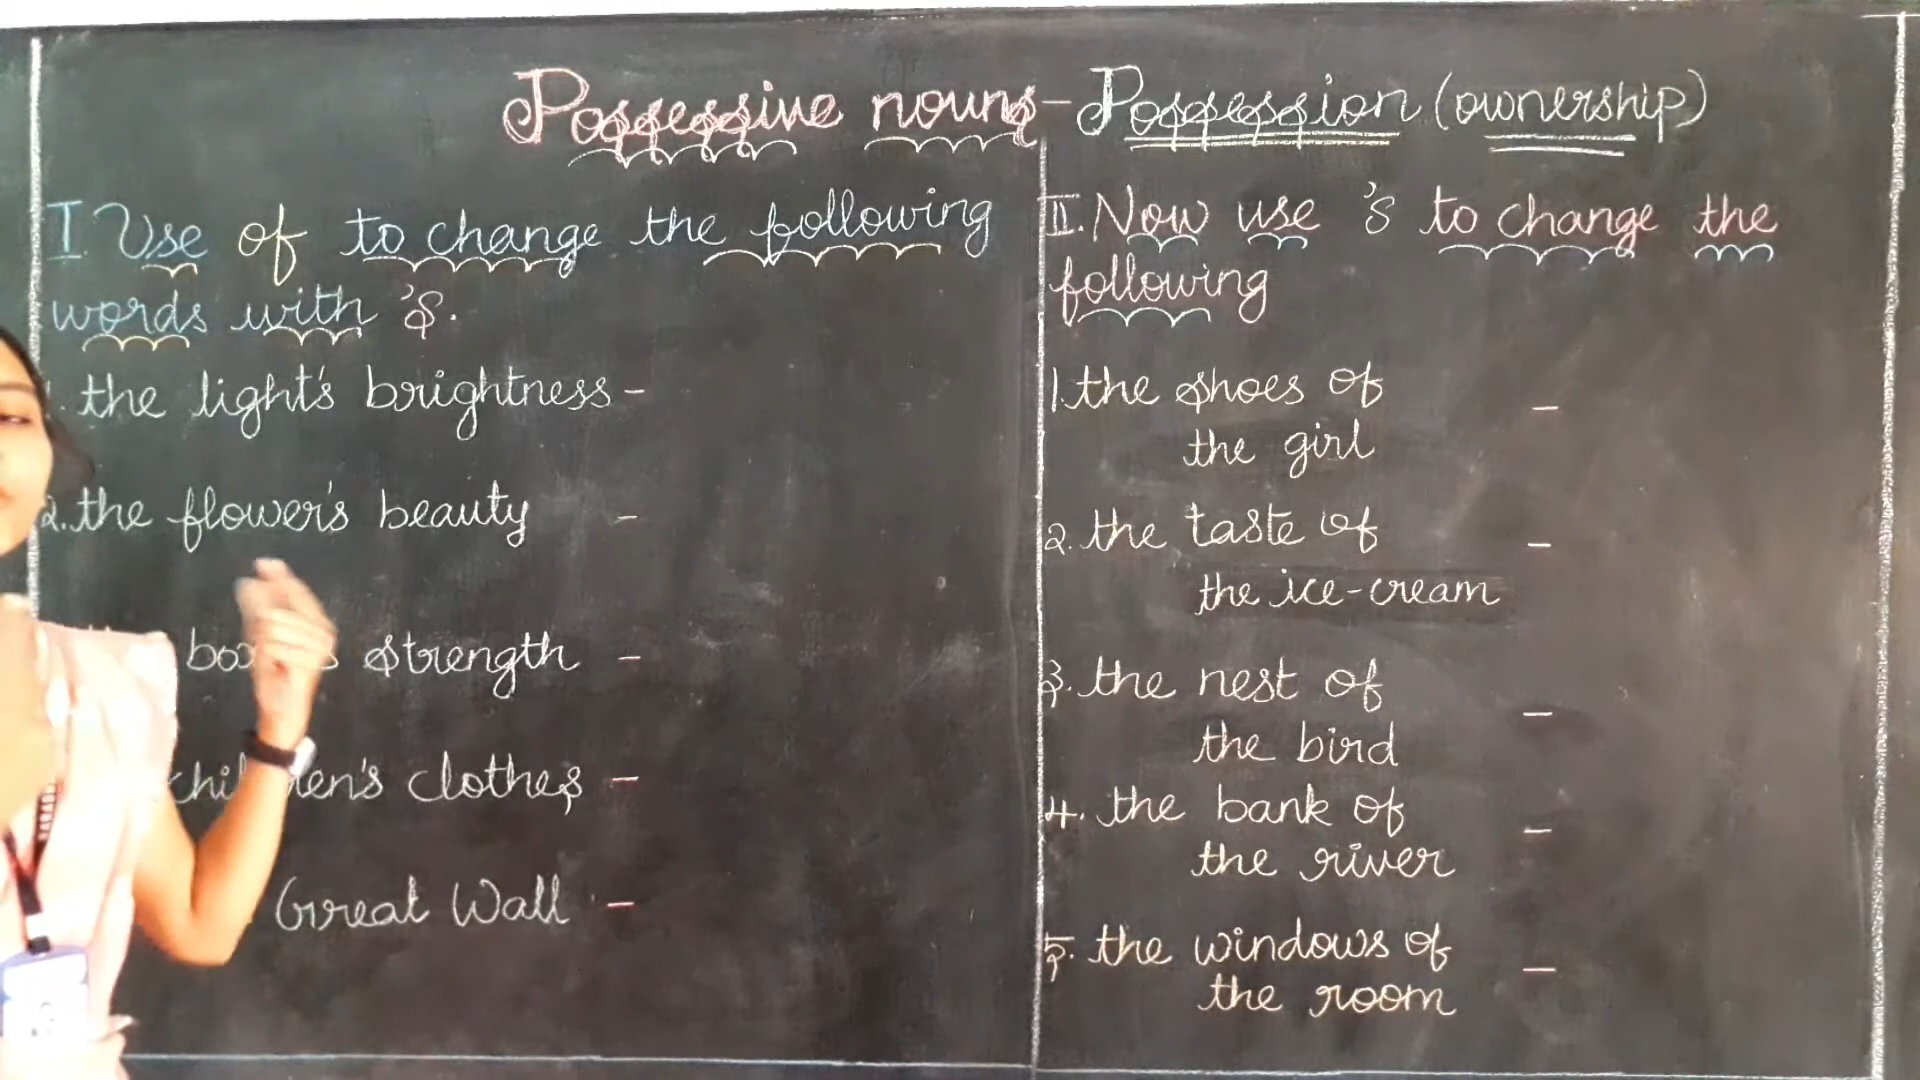 Possessive nouns - Possession (ownership)
I. Use of to change the following
words with 's.
1. the light's brightness -
2. the flower's beauty -
strength -
clothes -
Great Wall -
II. Now use 's to change the
following
1. the shoes of -
the girl
2. the taste of -
the ice-cream
3. the nest of -
the bird
4. the bank of -
the river
5. the windows of -
the room